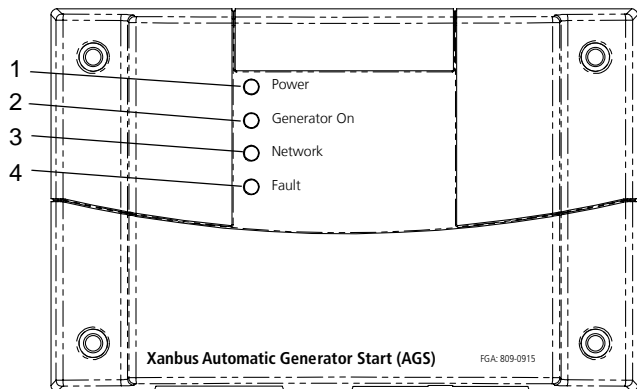 1 Power
2 Generator On
3 Network
4 Fault
Xanbus Automatic Generator Start (AGS) FGA: 809-0915